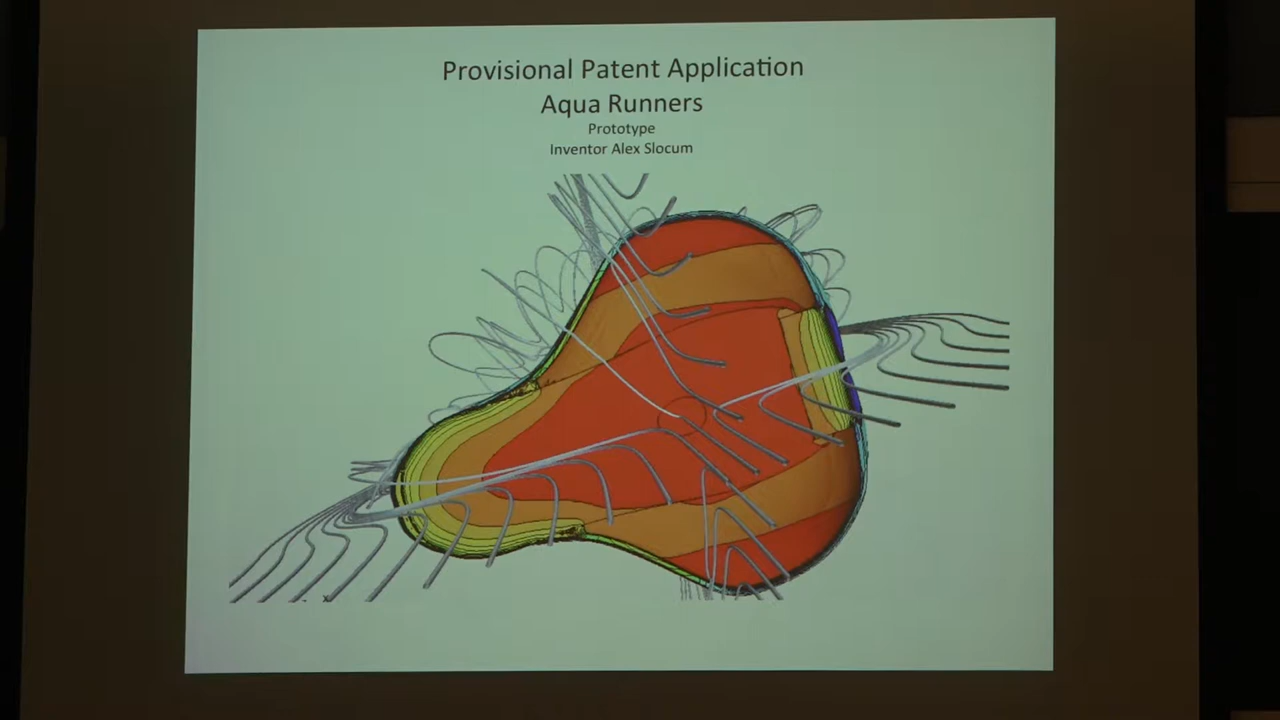 Provisional Patent Application
Aqua Runners
Prototype
Inventor Alex Slocum